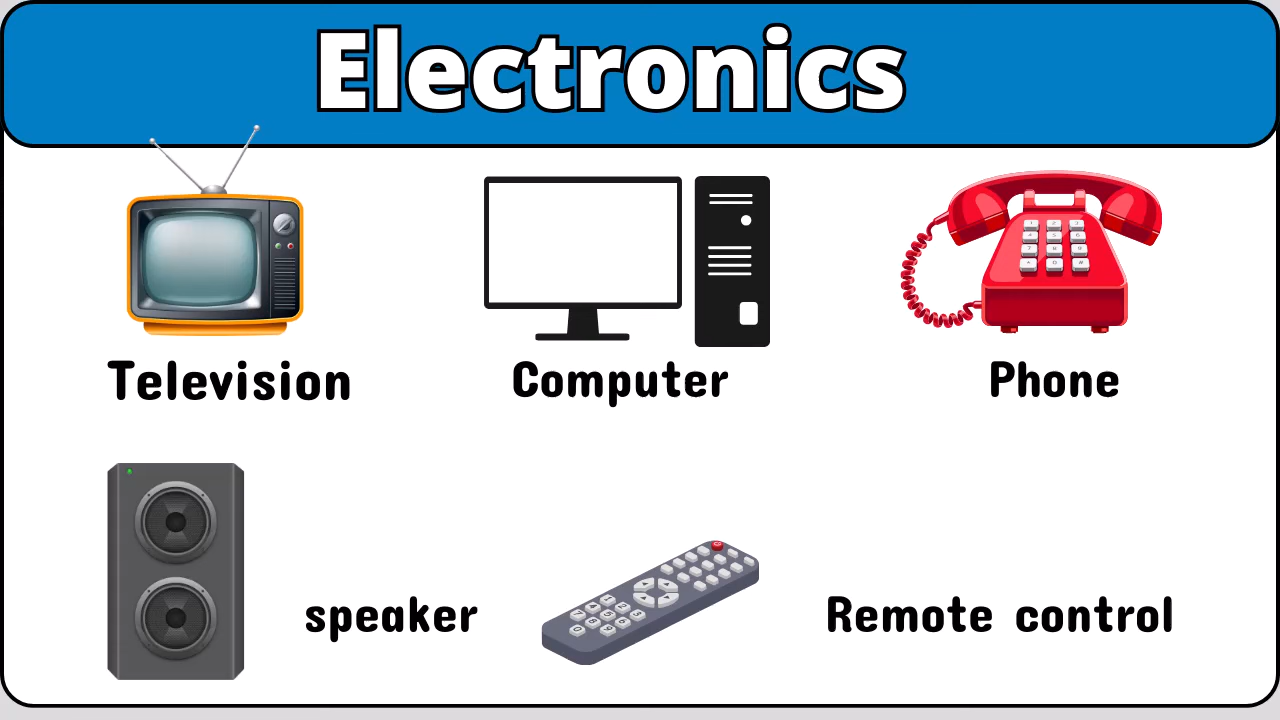 Electronics
Television
Computer
Phone
speaker
Remote control